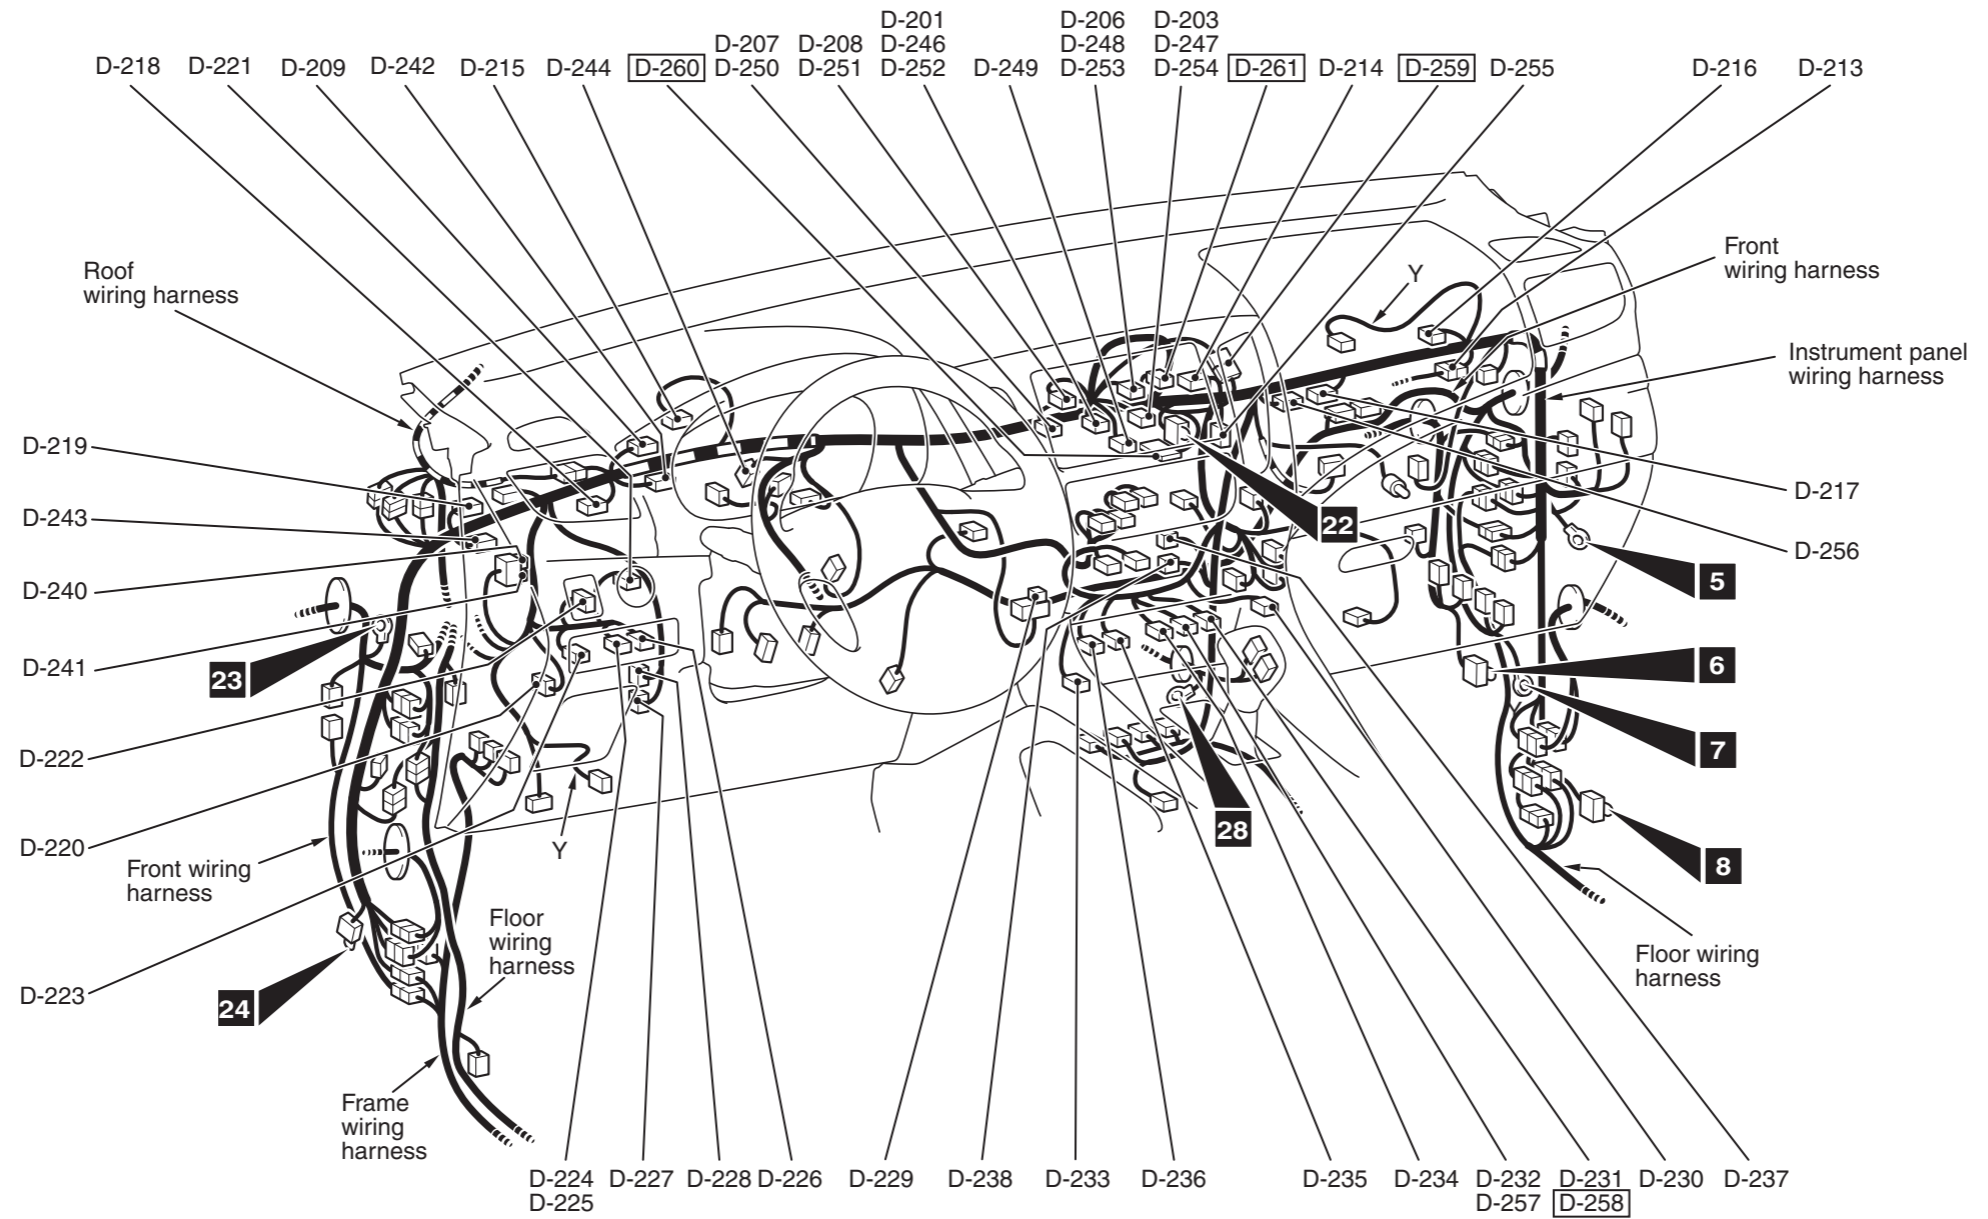 D-201 D-206 D-203
D-207 D-208 D-246 D-248 D-247
D-218 D-221 D-209 D-242 D-215 D-244 D-260 D-250 D-251 D-252 D-249 D-253 D-254 D-261 D-214 D-259 D-255 D-216 D-213
Roof
wiring harness
Front
wiring harness
Y
Instrument panel
wiring harness
D-219
D-217
D-243
22
D-256
D-240
5
D-241
23
6
D-222
7
D-220
28
Y
8
Front wiring
harness
Floor
wiring
harness
Floor wiring
harness
D-223
24
Frame
wiring
harness
D-224 D-227 D-228 D-226 D-229 D-238 D-233 D-236 D-235 D-234 D-232 D-231 D-230 D-237
D-225 D-257 D-258